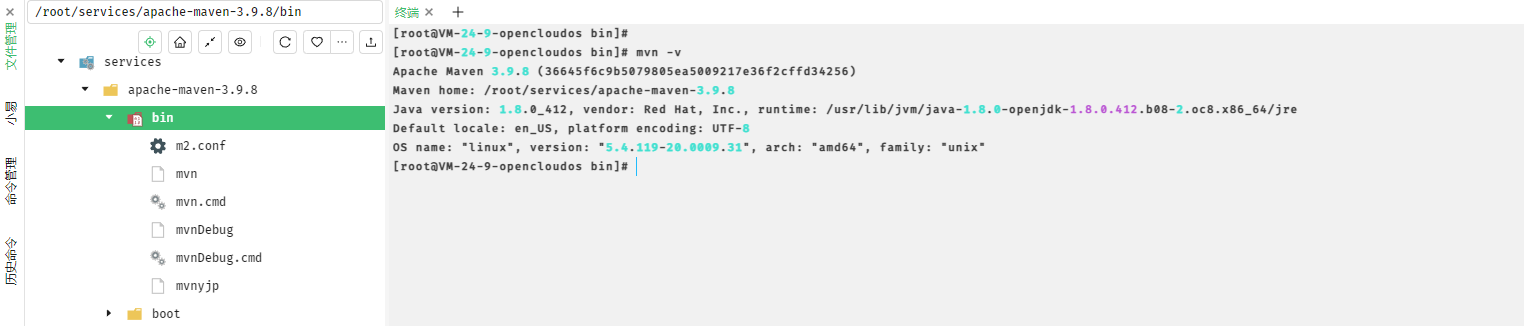 /root/services/apache-maven-3.9.8/bin
文件管理
小易
命令管理
历史命令
services
apache-maven-3.9.8
bin
m2.conf
mvn
mvn.cmd
mvnDebug
mvnDebug.cmd
mvnyjp
boot
终端
[root@VM-24-9-opencloudos bin]#
[root@VM-24-9-opencloudos bin]# mvn -v
Apache Maven 3.9.8 (36645f6c9b5079805ea5009217e36f2cffd34256)
Maven home: /root/services/apache-maven-3.9.8
Java version: 1.8.0_412, vendor: Red Hat, Inc., runtime: /usr/lib/jvm/java-1.8.0-openjdk-1.8.0.412.b08-2.oc8.x86_64/jre
Default locale: en_US, platform encoding: UTF-8
OS name: "linux", version: "5.4.119-20.0009.31", arch: "amd64", family: "unix"
[root@VM-24-9-opencloudos bin]#